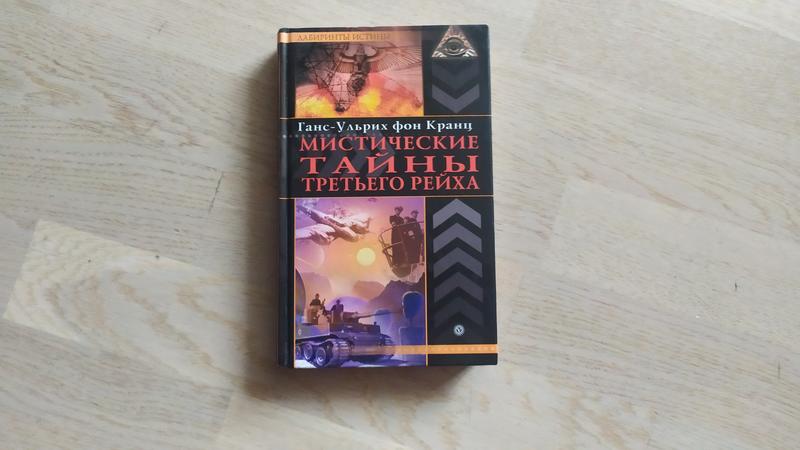 ЛАБИРИНТЫ ИСТИНЫ
Ганс-Ульрих фон Кранц
МИСТИЧЕСКИЕ
ТАЙНЫ
ТРЕТЬЕГО РЕЙХА